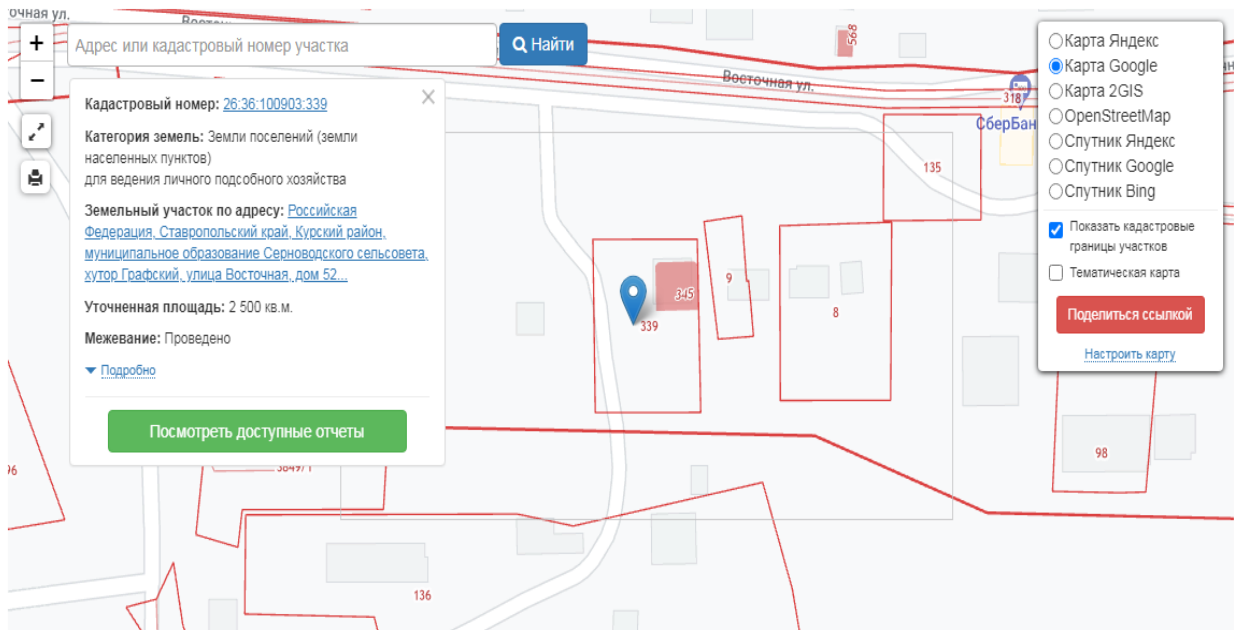 очная ул.
Адрес или кадастровый номер участка
Найти
Кадастровый номер: 26:36:100903:339
Категория земель: Земли поселений (земли
населенных пунктов)
для ведения личного подсобного хозяйства
Земельный участок по адресу: Российская
Федерация, Ставропольский край, Курский район,
муниципальное образование Серноводского сельсовета,
хутор Графский, улица Восточная, дом 52...
Уточненная площадь: 2 500 кв.м.
Межевание: Проведено
Подробно
Посмотреть доступные отчеты
568
Восточная ул.
318
СберБан
135
9
345
339
8
98
96
3849/1
136
Карта Яндекс
Карта Google
Карта 2GIS
OpenStreetMap
Спутник Яндекс
Спутник Google
Спутник Bing
Показать кадастровые
границы участков
Тематическая карта
Поделиться ссылкой
Настроить карту